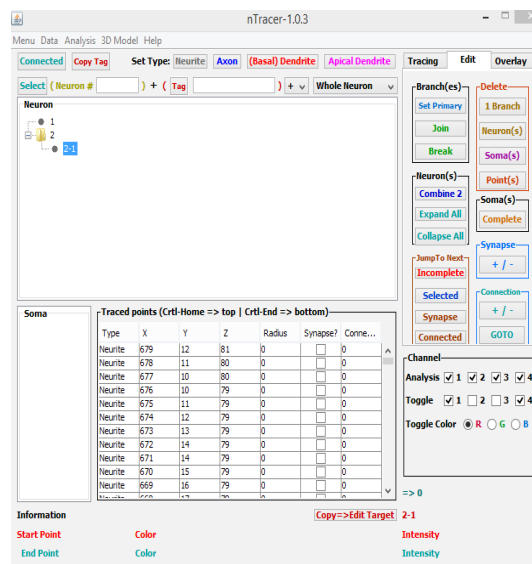 nTracer-1.0.3
Menu Data Analysis 3D Model Help
Connected Copy Tag Set Type: Neurite Axon (Basal) Dendrite Apical Dendrite
Select ( Neuron # ) + ( Tag ) + Whole Neuron
Neuron
1
2
2-1
Tracing Edit Overlay
Branch(es)
Set Primary
Join
Break
Delete
1 Branch
Neuron(s)
Soma(s)
Point(s)
Neuron(s)
Combine 2
Expand All
Collapse All
Soma(s)
Complete
Synapse
+ / -
JumpTo Next
Incomplete
Selected
Synapse
Connected
Connection
+ / -
GOTO
Soma
Traced points (Crtl-Home => top | Crtl-End => bottom)
Type X Y Z Radius Synapse? Conne...
Neurite 679 12 81 0 0
Neurite 678 11 80 0 0
Neurite 677 10 80 0 0
Neurite 676 10 79 0 0
Neurite 675 11 79 0 0
Neurite 674 12 79 0 0
Neurite 673 13 79 0 0
Neurite 672 14 79 0 0
Neurite 671 14 79 0 0
Neurite 670 15 79 0 0
Neurite 669 16 79 0 0
Neurite 668 17 79 0 0
Channel
Analysis 1 2 3 4
Toggle 1 2 3 4
Toggle Color R G B
=> 0
Information Copy=>Edit Target 2-1
Start Point Color Intensity
End Point Color Intensity